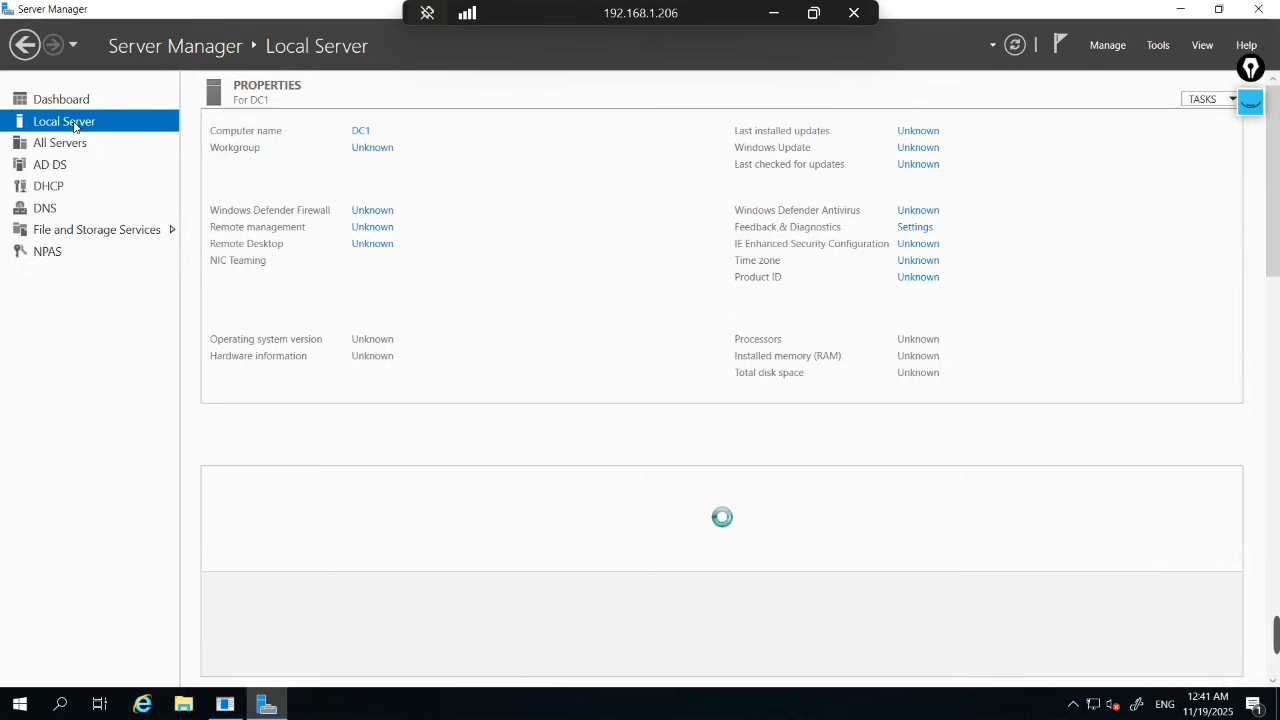 Server Manager
192.168.1.206
Server Manager Local Server
Manage Tools View Help
Dashboard
Local Server
All Servers
AD DS
DHCP
DNS
File and Storage Services
NPAS
PROPERTIES
For DC1
TASKS
Computer name DC1
Workgroup Unknown
Last installed updates Unknown
Windows Update Unknown
Last checked for updates Unknown
Windows Defender Firewall Unknown
Remote management Unknown
Remote Desktop Unknown
NIC Teaming
Windows Defender Antivirus Unknown
Feedback & Diagnostics Settings
IE Enhanced Security Configuration Unknown
Time zone Unknown
Product ID Unknown
Operating system version Unknown
Hardware information Unknown
Processors Unknown
Installed memory (RAM) Unknown
Total disk space Unknown
ENG
12:41 AM
11/19/2025
1